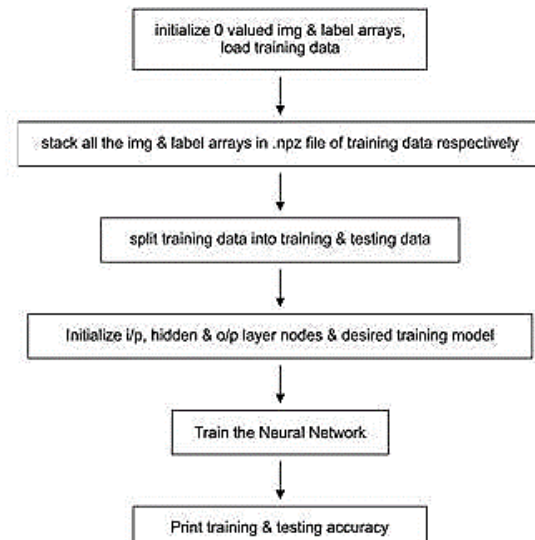 initialize 0 valued img & label arrays,
load training data
stack all the img & label arrays in .npz file of training data respectively
split training data into training & testing data
Initialize i/p, hidden & o/p layer nodes & desired training model
Train the Neural Network
Print training & testing accuracy